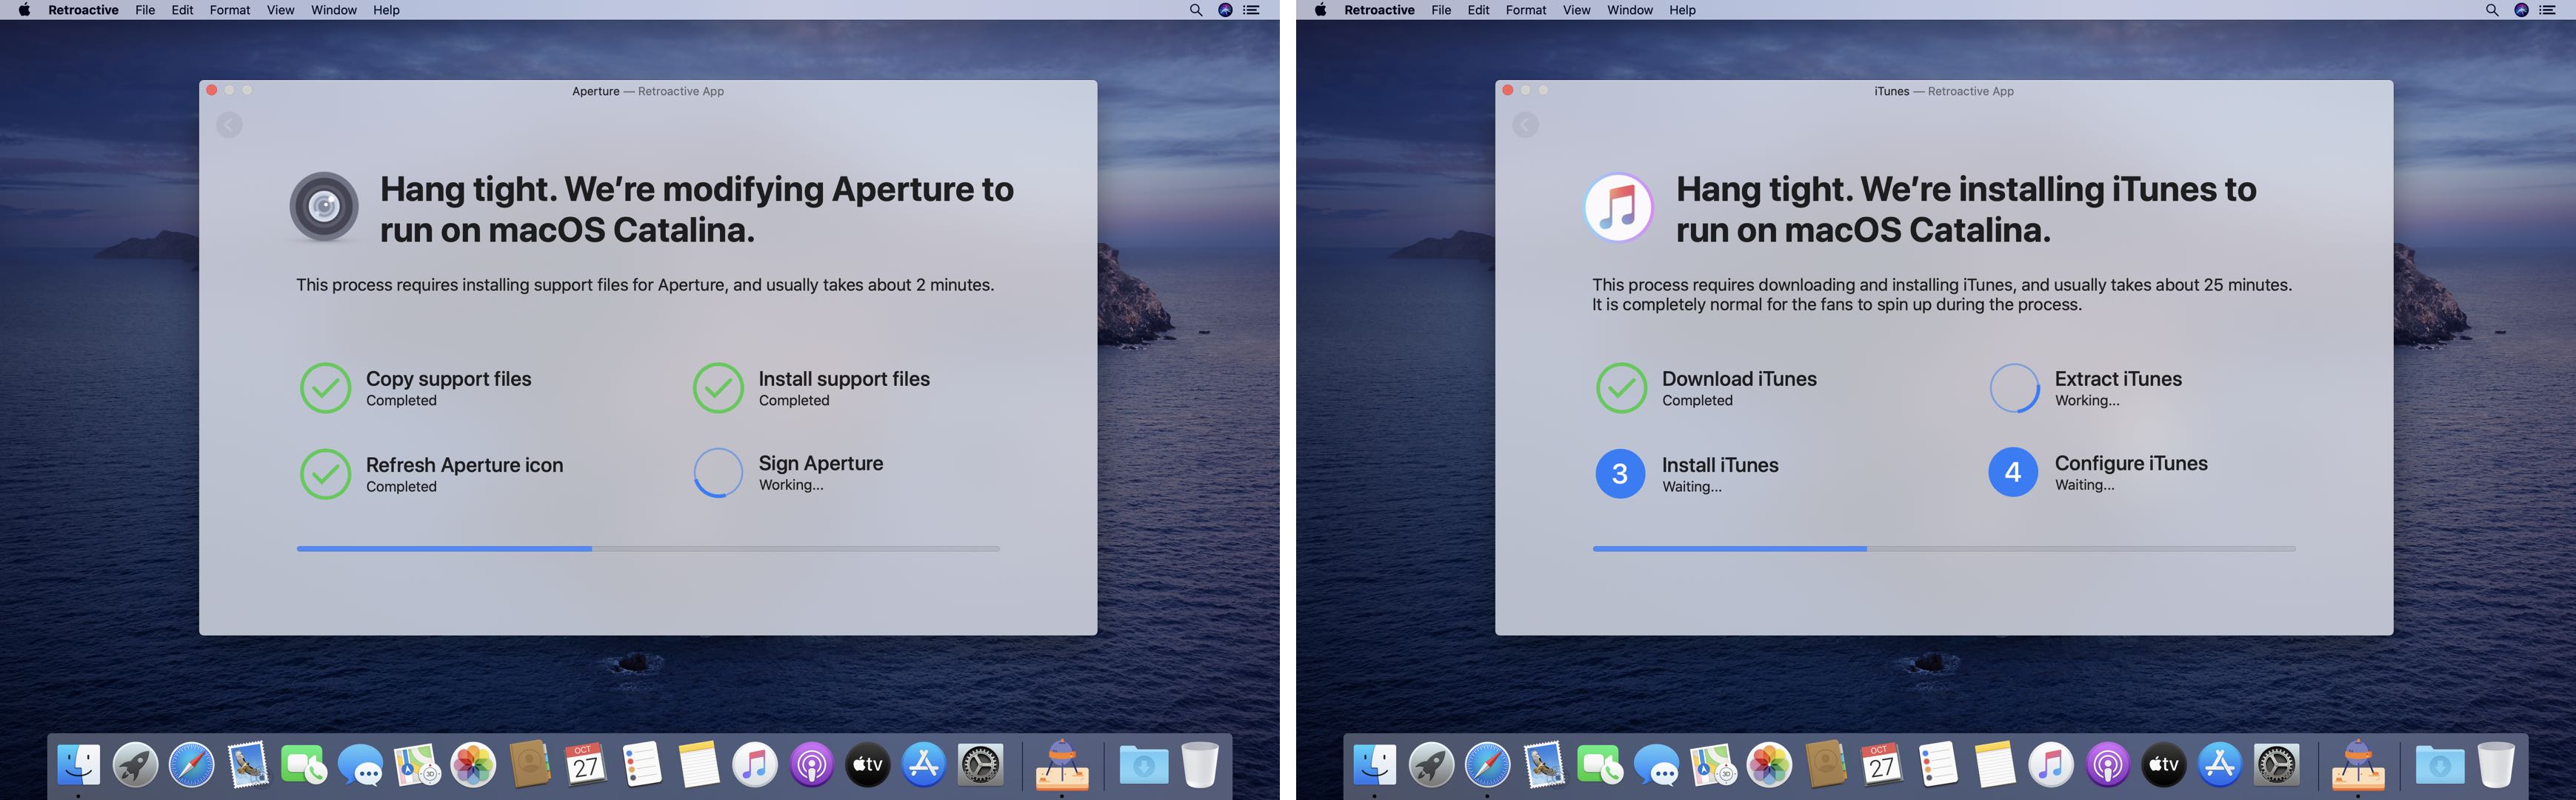 Retroactive File Edit Format View Window Help
Aperture — Retroactive App
Hang tight. We're modifying Aperture to
run on macOS Catalina.
This process requires installing support files for Aperture, and usually takes about 2 minutes.
Copy support files
Completed
Install support files
Completed
Refresh Aperture icon
Completed
Sign Aperture
Working...
3D
OCT
27
tv
Retroactive File Edit Format View Window Help
iTunes — Retroactive App
Hang tight. We're installing iTunes to
run on macOS Catalina.
This process requires downloading and installing iTunes, and usually takes about 25 minutes.
It is completely normal for the fans to spin up during the process.
Download iTunes
Completed
Extract iTunes
Working...
3
Install iTunes
Waiting...
4
Configure iTunes
Waiting...
3D
OCT
27
tv